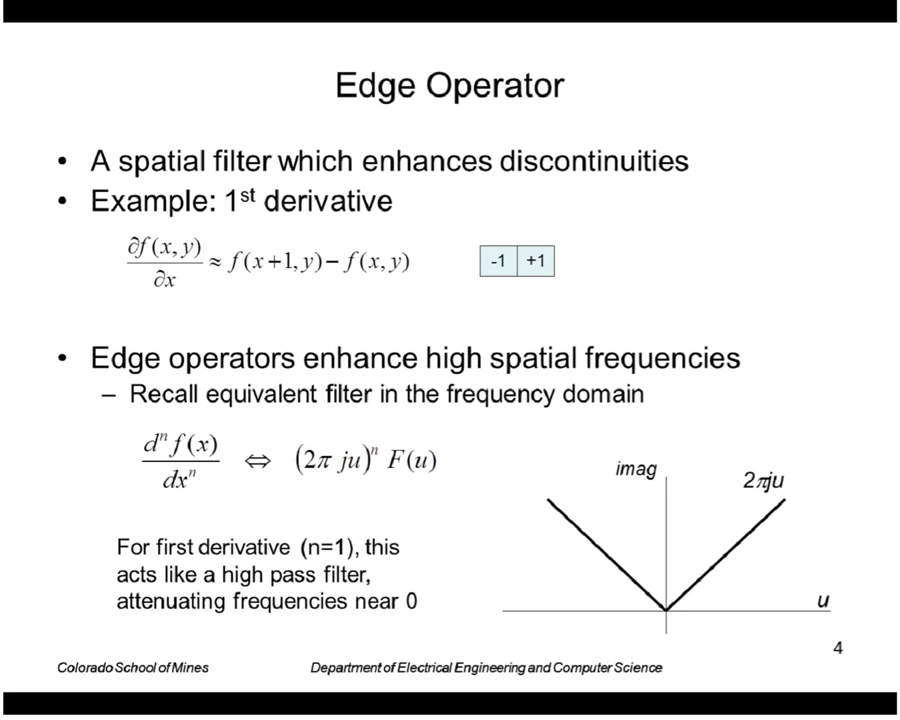 Edge Operator
• A spatial filter which enhances discontinuities
• Example: 1st derivative
∂f(x, y)/∂x ≈ f(x+1, y) − f(x, y)
-1 +1
• Edge operators enhance high spatial frequencies
– Recall equivalent filter in the frequency domain
dⁿf(x)/dxⁿ ⇔ (2π ju)ⁿ F(u)
imag
2πju
For first derivative (n=1), this
acts like a high pass filter,
attenuating frequencies near 0
u
4
Colorado School of Mines
Department of Electrical Engineering and Computer Science